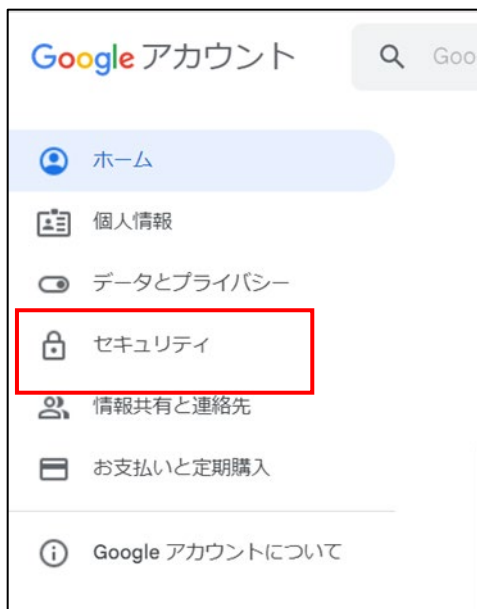 Google アカウント
Goo
ホーム
個人情報
データとプライバシー
セキュリティ
情報共有と連絡先
お支払いと定期購入
Google アカウントについて